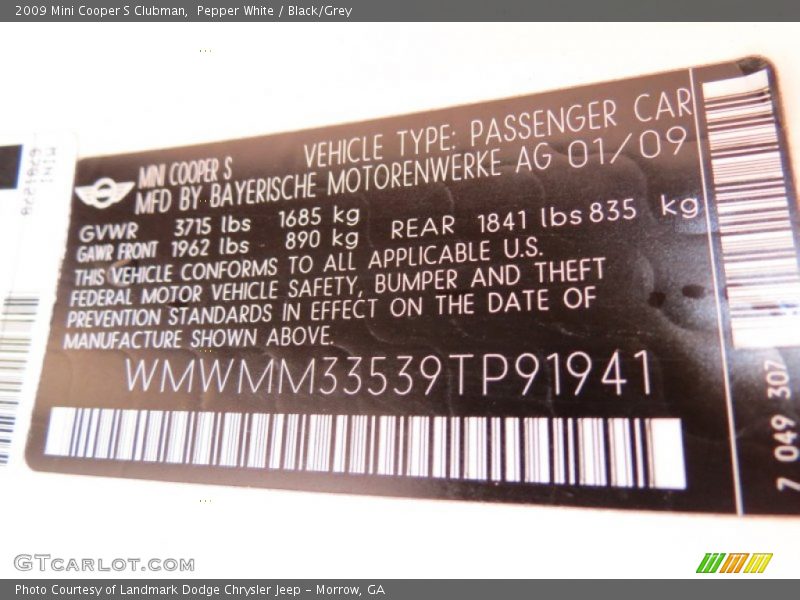 2009 Mini Cooper S Clubman,  Pepper White / Black/Grey
MINI COOPER S
VEHICLE TYPE: PASSENGER CAR
MFD BY BAYERISCHE MOTORENWERKE AG 01/09
GVWR 3715 lbs 1685 kg
GAWR FRONT 1962 lbs 890 kg REAR 1841 lbs 835 kg
THIS VEHICLE CONFORMS TO ALL APPLICABLE U.S.
FEDERAL MOTOR VEHICLE SAFETY, BUMPER AND THEFT
PREVENTION STANDARDS IN EFFECT ON THE DATE OF
MANUFACTURE SHOWN ABOVE.
WMWMM33539TP91941
7 049 307
GTCARLOT.COM
Photo Courtesy of Landmark Dodge Chrysler Jeep - Morrow, GA